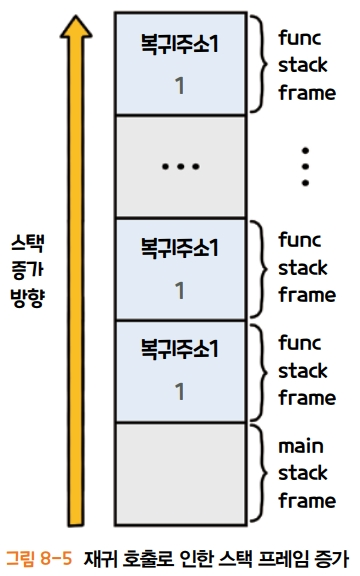 복귀주소1
1
func
stack
frame
...
복귀주소1
1
func
stack
frame
스택
증가
방향
복귀주소1
1
func
stack
frame
main
stack
frame
그림 8-5 재귀 호출로 인한 스택 프레임 증가